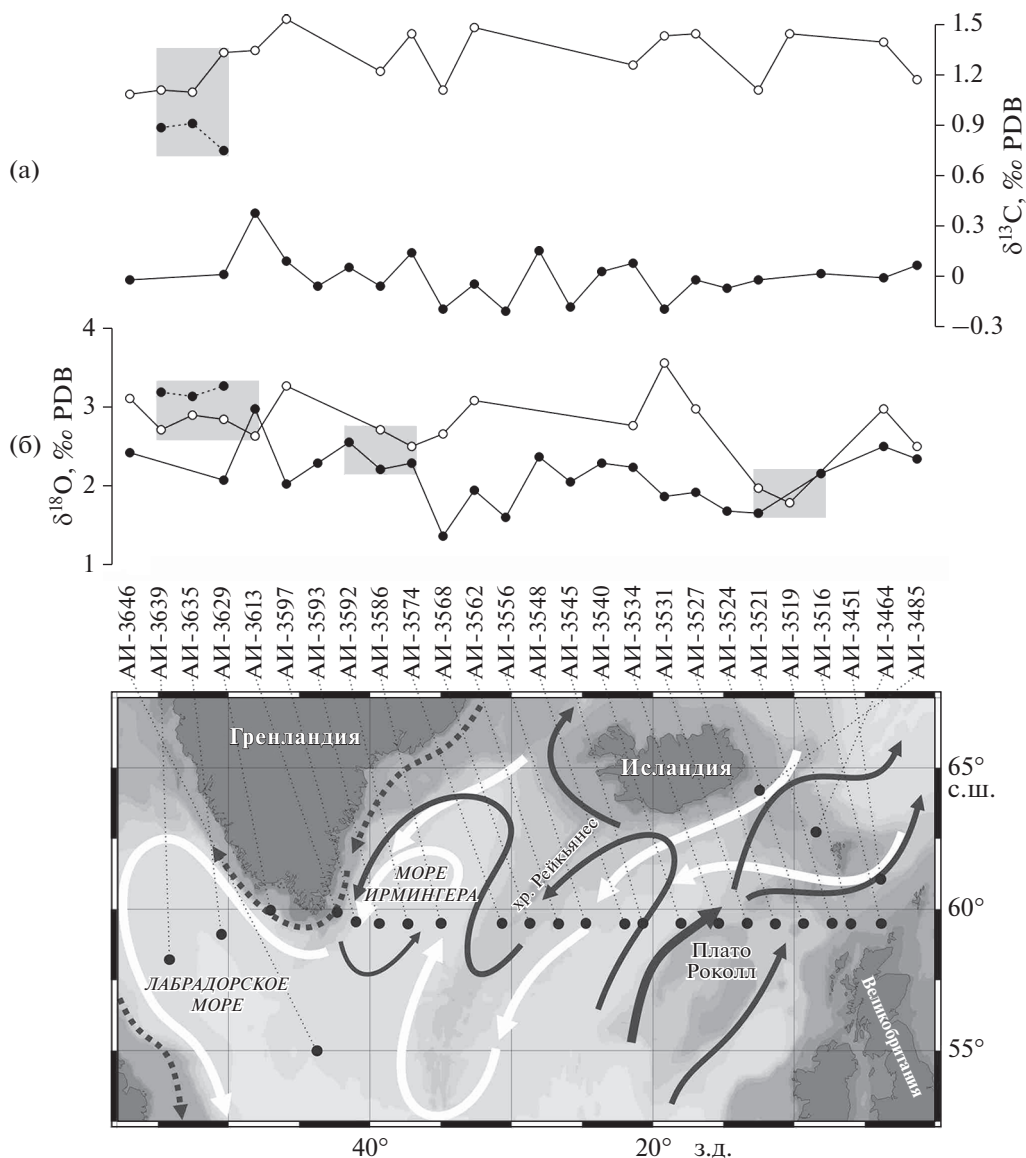 (а)
1.5
1.2
0.9
0.6
0.3
0
−0.3
δ¹³C, ‰ PDB
(б)
4
3
2
1
δ¹⁸O, ‰ PDB
АИ-3646
АИ-3639
АИ-3635
АИ-3629
АИ-3613
АИ-3597
АИ-3593
АИ-3592
АИ-3586
АИ-3574
АИ-3568
АИ-3562
АИ-3556
АИ-3548
АИ-3545
АИ-3540
АИ-3534
АИ-3531
АИ-3527
АИ-3524
АИ-3521
АИ-3519
АИ-3516
АИ-3451
АИ-3464
АИ-3485
Гренландия
Исландия
65°
с.ш.
хр. Рейкьянес
МОРЕ
ИРМИНГЕРА
60°
Плато
Роколл
ЛАБРАДОРСКОЕ
МОРЕ
Великобритания
55°
40°
20°
з.д.